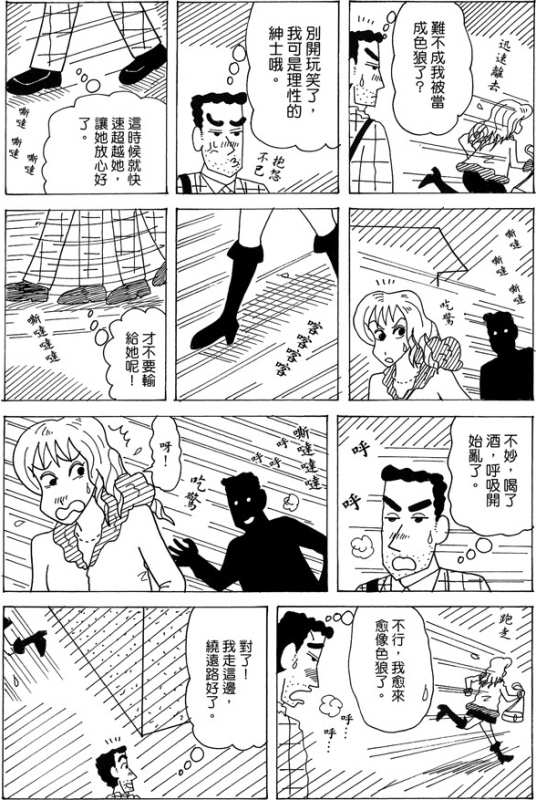 難不成我被當
成色狼了?
迅速離去
別開玩笑了,
我可是理性的
紳士哦。
抱怨
不已
這時候就快
速超越她,
讓她放心好
了。
嘶噠
嘶噠
嘶噠
嘶噠
嘶噠
嘶噠
吃驚
喀喀喀喀
才不要輸
給她呢!
嘶噠
嘶噠噠噠
不妙,喝了
酒,呼吸開
始亂了。
呼
呼
嘶噠噠噠
呼呼
呼
吃驚
呀!
跑走
不行,我愈來
愈像色狼了。
呼…
呼…
對了!
我走這邊,
繞遠路好了。